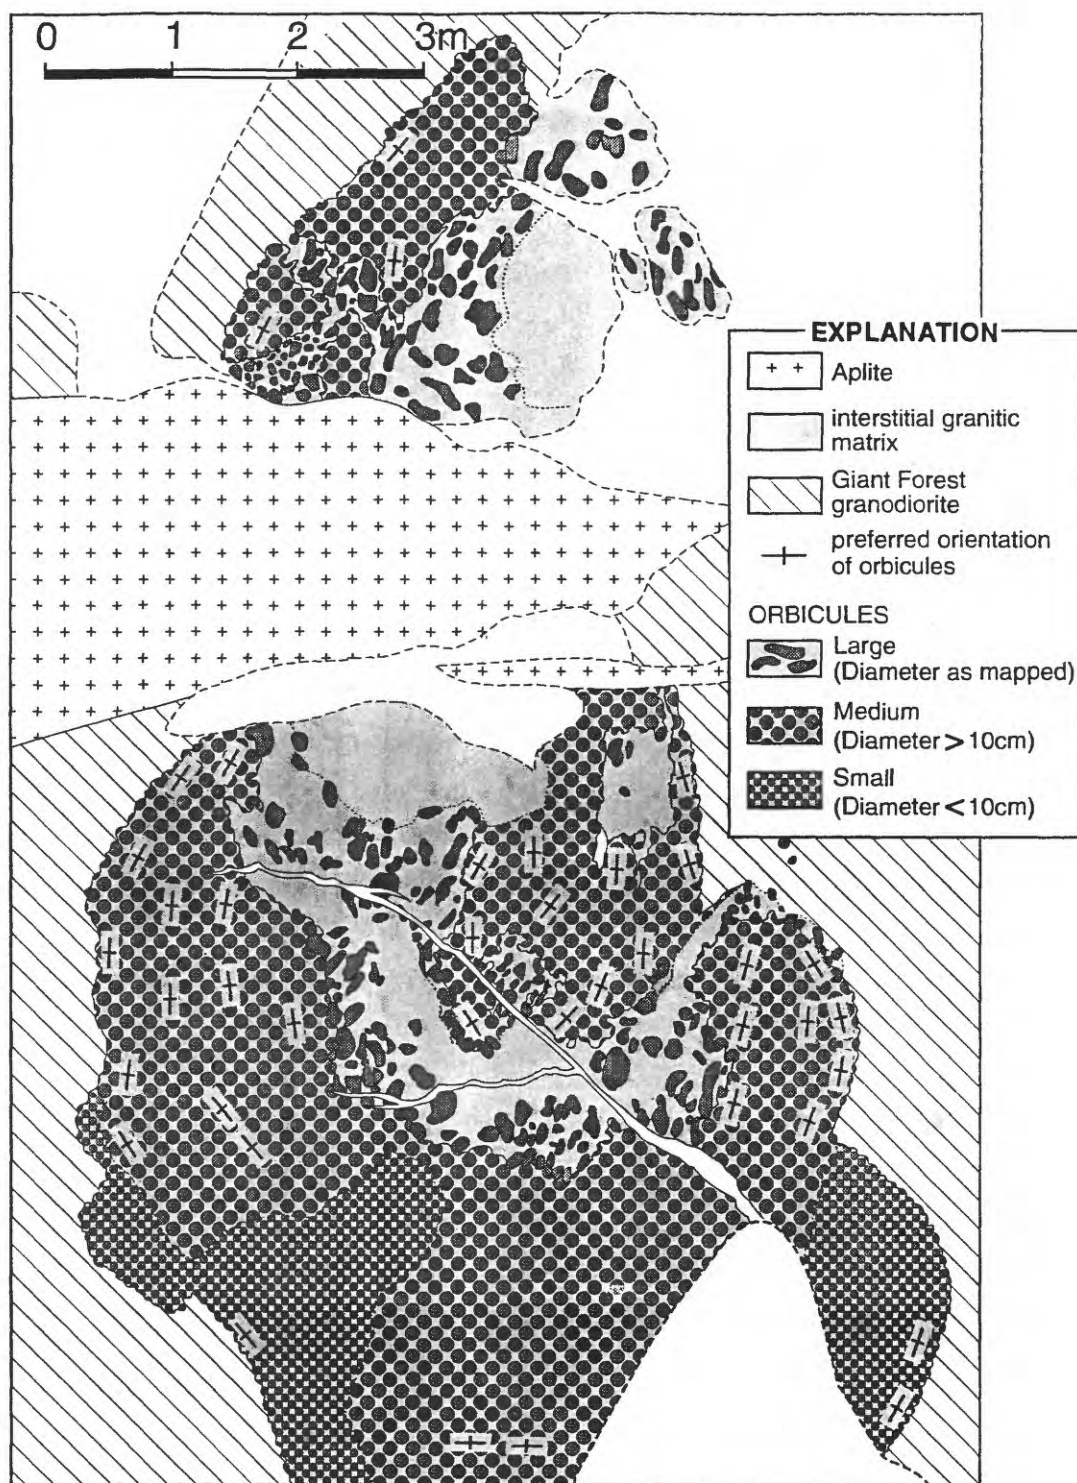 0 1 2 3m
EXPLANATION
Aplite
interstitial granitic
matrix
Giant Forest
granodiorite
preferred orientation
of orbicules
ORBICULES
Large
(Diameter as mapped)
Medium
(Diameter > 10cm)
Small
(Diameter < 10cm)